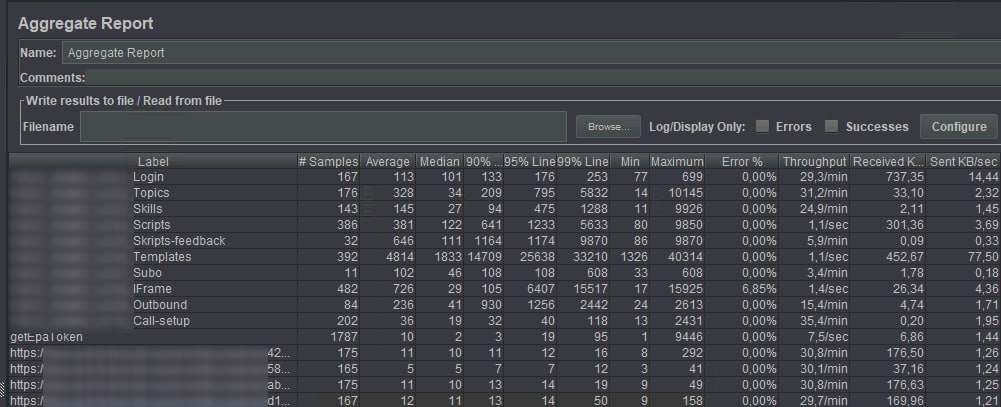 Aggregate Report
Name: Aggregate Report
Comments:
Write results to file / Read from file
Filename Browse... Log/Display Only: Errors Successes Configure
Label # Samples Average Median 90% ... 95% Line 99% Line Min Maximum Error % Throughput Received K... Sent KB/sec
Login 167 113 101 133 176 253 77 699 0,00% 29,3/min 737,35 14,44
Topics 176 328 34 209 795 5832 14 10145 0,00% 31,2/min 33,10 2,32
Skills 143 145 27 94 475 1288 11 9926 0,00% 24,9/min 2,11 1,45
Scripts 386 381 122 641 1233 5633 80 9850 0,00% 1,1/sec 301,36 3,69
Skripts-feedback 32 646 111 1164 1174 9870 86 9870 0,00% 5,9/min 0,09 0,33
Templates 392 4814 1833 14709 25638 33210 1326 40314 0,00% 1,1/sec 452,67 77,50
Subo 11 102 46 108 108 608 33 608 0,00% 3,4/min 1,78 0,18
IFrame 482 726 29 105 6407 15517 17 15925 6,85% 1,4/sec 26,34 4,36
Outbound 84 236 41 930 1256 2442 24 2613 0,00% 15,4/min 4,74 1,71
Call-setup 202 36 19 32 40 118 13 2431 0,00% 35,4/min 0,20 1,95
getEpaToken 1787 10 2 3 19 95 1 9446 0,00% 7,5/sec 6,86 1,44
https:/ 42... 175 11 10 11 12 16 8 292 0,00% 30,8/min 176,50 1,26
https:/ 58... 165 5 5 7 7 12 3 41 0,00% 30,1/min 37,16 1,24
https:/ ab... 175 11 10 13 14 19 9 49 0,00% 30,8/min 176,63 1,25
https:/ d1... 167 12 11 13 14 50 9 158 0,00% 29,7/min 169,96 1,21